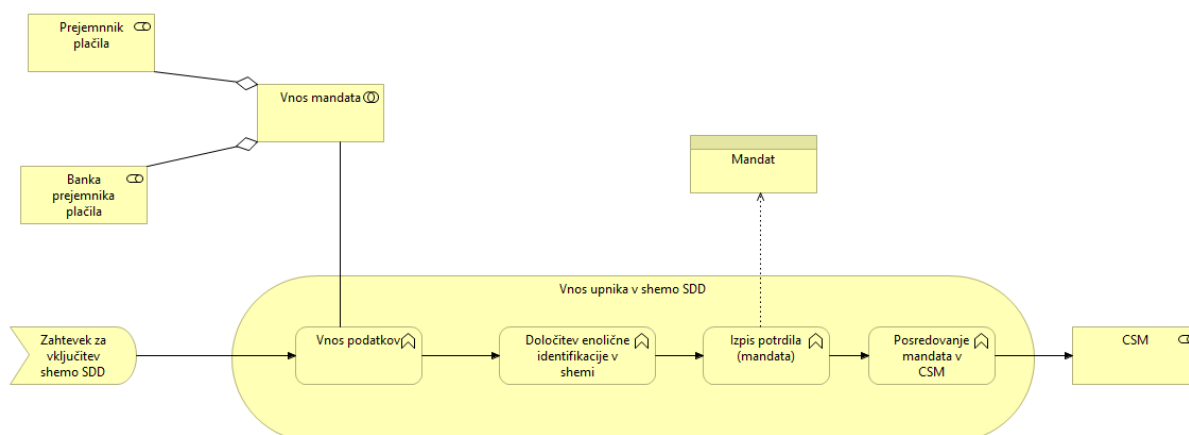 Prejemnnik
plačila
Vnos mandata
Banka
prejemnika
plačila
Mandat
Vnos upnika v shemo SDD
Zahtevek za
vključitev
shemo SDD
Vnos podatkov
Določitev enolične
identifikacije v
shemi
Izpis potrdila
(mandata)
Posredovanje
mandata v
CSM
CSM